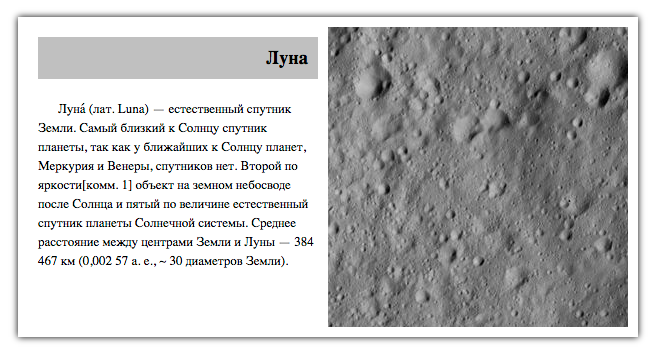 Луна
Луна́ (лат. Luna) — естественный спутник
Земли. Самый близкий к Солнцу спутник
планеты, так как у ближайших к Солнцу планет,
Меркурия и Венеры, спутников нет. Второй по
яркости[комм. 1] объект на земном небосводе
после Солнца и пятый по величине естественный
спутник планеты Солнечной системы. Среднее
расстояние между центрами Земли и Луны — 384
467 км (0,002 57 а. е., ~ 30 диаметров Земли).